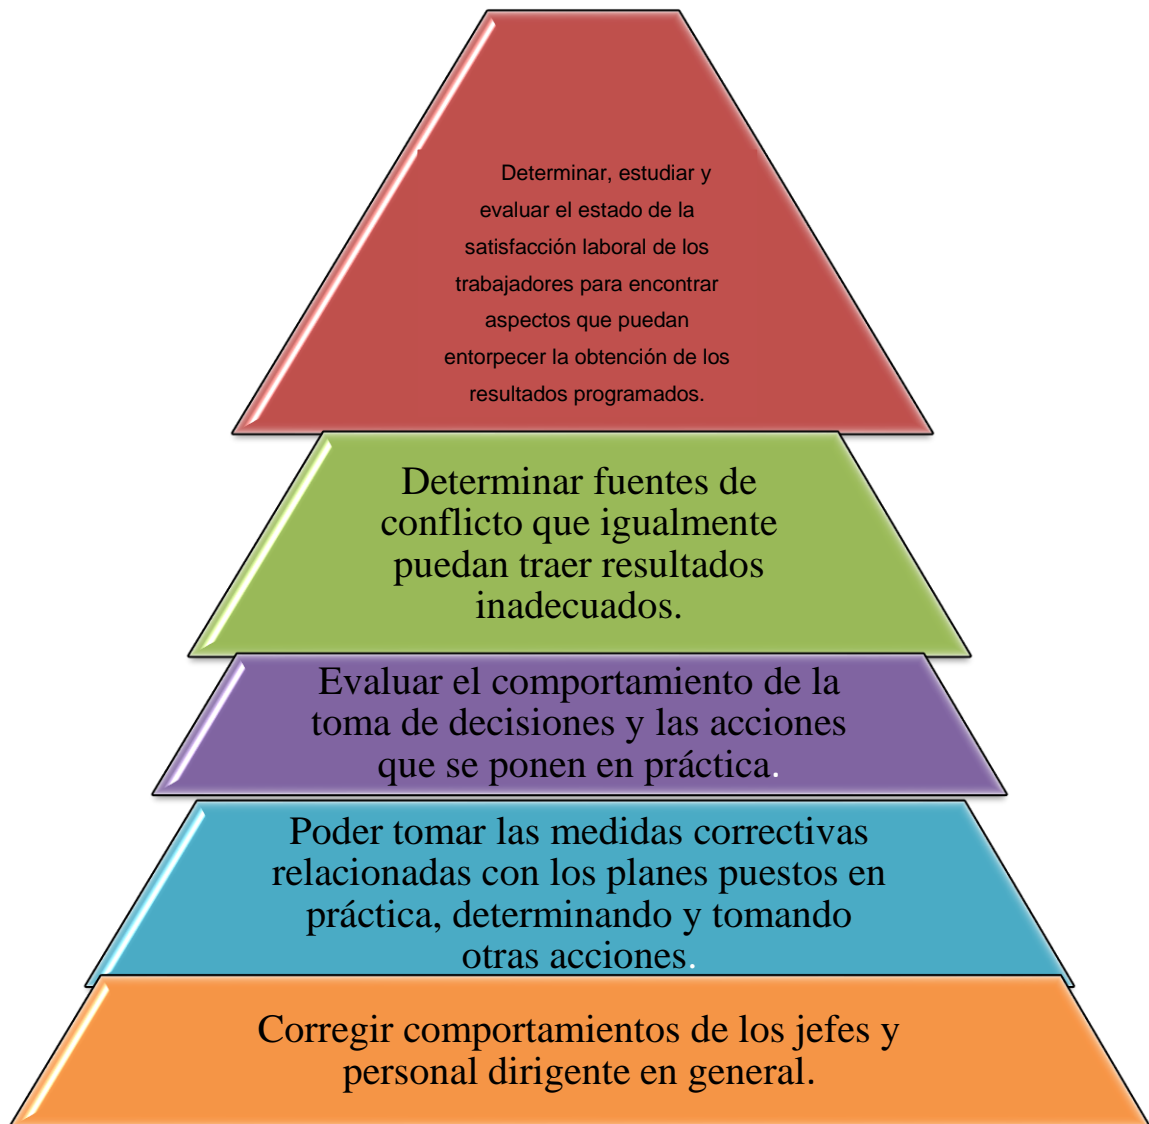 Determinar, estudiar y
evaluar el estado de la
satisfacción laboral de los
trabajadores para encontrar
aspectos que puedan
entorpecer la obtención de los
resultados programados.
Determinar fuentes de
conflicto que igualmente
puedan traer resultados
inadecuados.
Evaluar el comportamiento de la
toma de decisiones y las acciones
que se ponen en práctica.
Poder tomar las medidas correctivas
relacionadas con los planes puestos en
práctica, determinando y tomando
otras acciones.
Corregir comportamientos de los jefes y
personal dirigente en general.